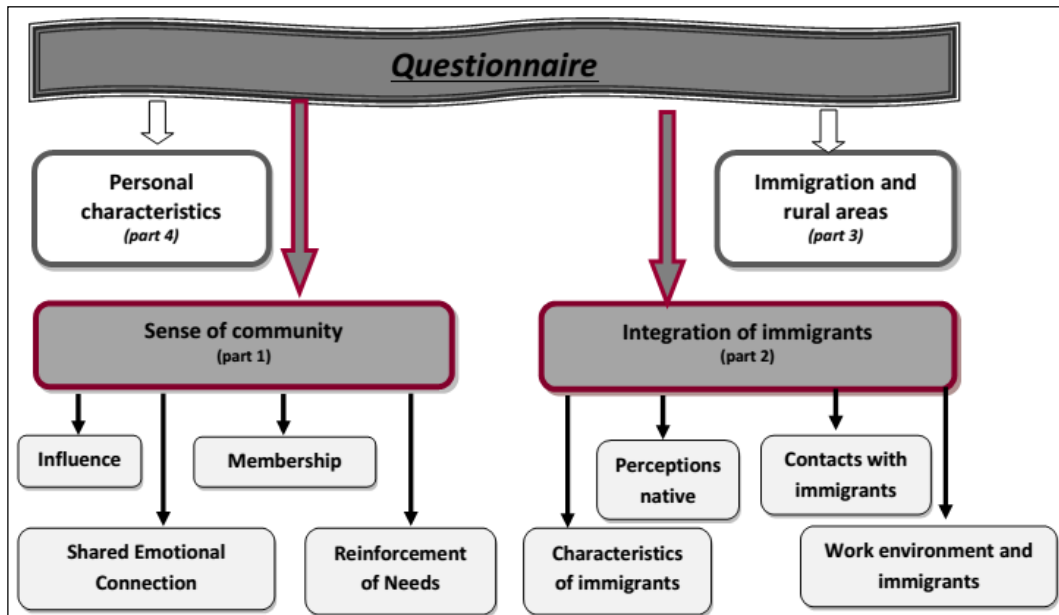 Questionnaire
Personal
characteristics
(part 4)
Immigration and
rural areas
(part 3)
Sense of community
(part 1)
Integration of immigrants
(part 2)
Influence
Membership
Perceptions
native
Contacts with
immigrants
Shared Emotional
Connection
Reinforcement
of Needs
Characteristics
of immigrants
Work environment and
immigrants